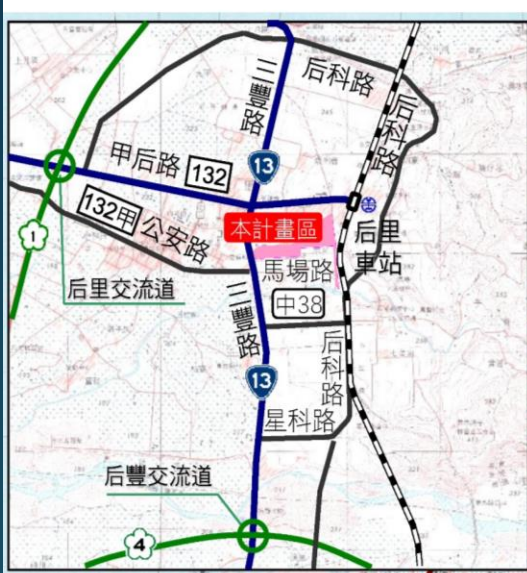 三豐路
后科路
后科路
13
甲后路 132
132甲 公安路
本計畫區
后里
車站
1
馬場路
后里交流道
中38
三豐路
后科路
13
星科路
后豐交流道
4